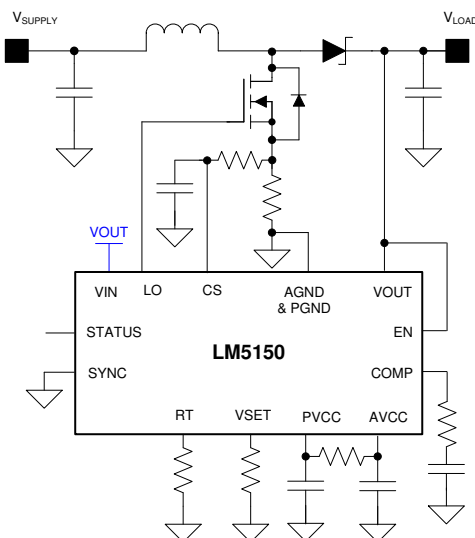 VSUPPLY
VLOAD
VOUT
VIN LO CS AGND & PGND VOUT
STATUS
EN
LM5150
SYNC
COMP
RT VSET PVCC AVCC